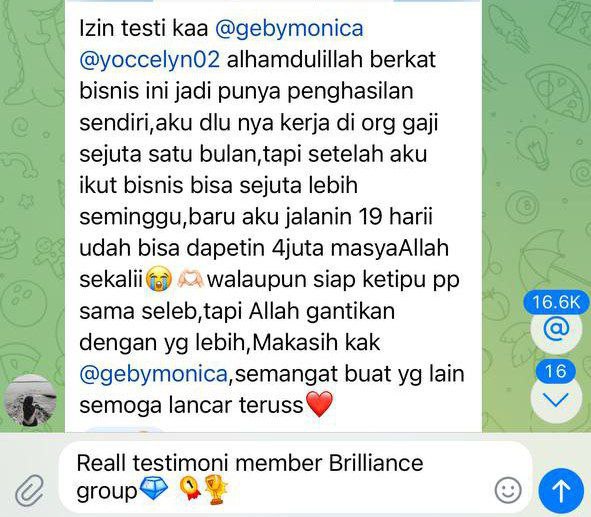 Izin testi kaa @gebymonica
@yoccelyn02 alhamdulillah berkat
bisnis ini jadi punya penghasilan
sendiri,aku dlu nya kerja di org gaji
sejuta satu bulan,tapi setelah aku
ikut bisnis bisa sejuta lebih
seminggu,baru aku jalanin 19 harii
udah bisa dapetin 4juta masyaAllah
sekalii😭 🫶🏻walaupun siap ketipu pp
sama seleb,tapi Allah gantikan
dengan yg lebih,Makasih kak
@gebymonica,semangat buat yg lain
semoga lancar teruss❤️
16.6K
@
16
Reall testimoni member Brilliance
group💎 🏅🏆